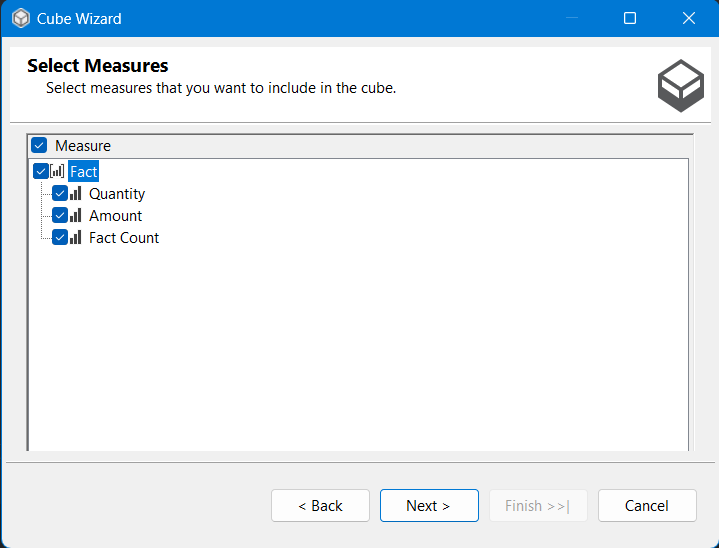 Cube Wizard
Select Measures
Select measures that you want to include in the cube.
Measure
Fact
Quantity
Amount
Fact Count
< Back
Next >
Finish >>|
Cancel